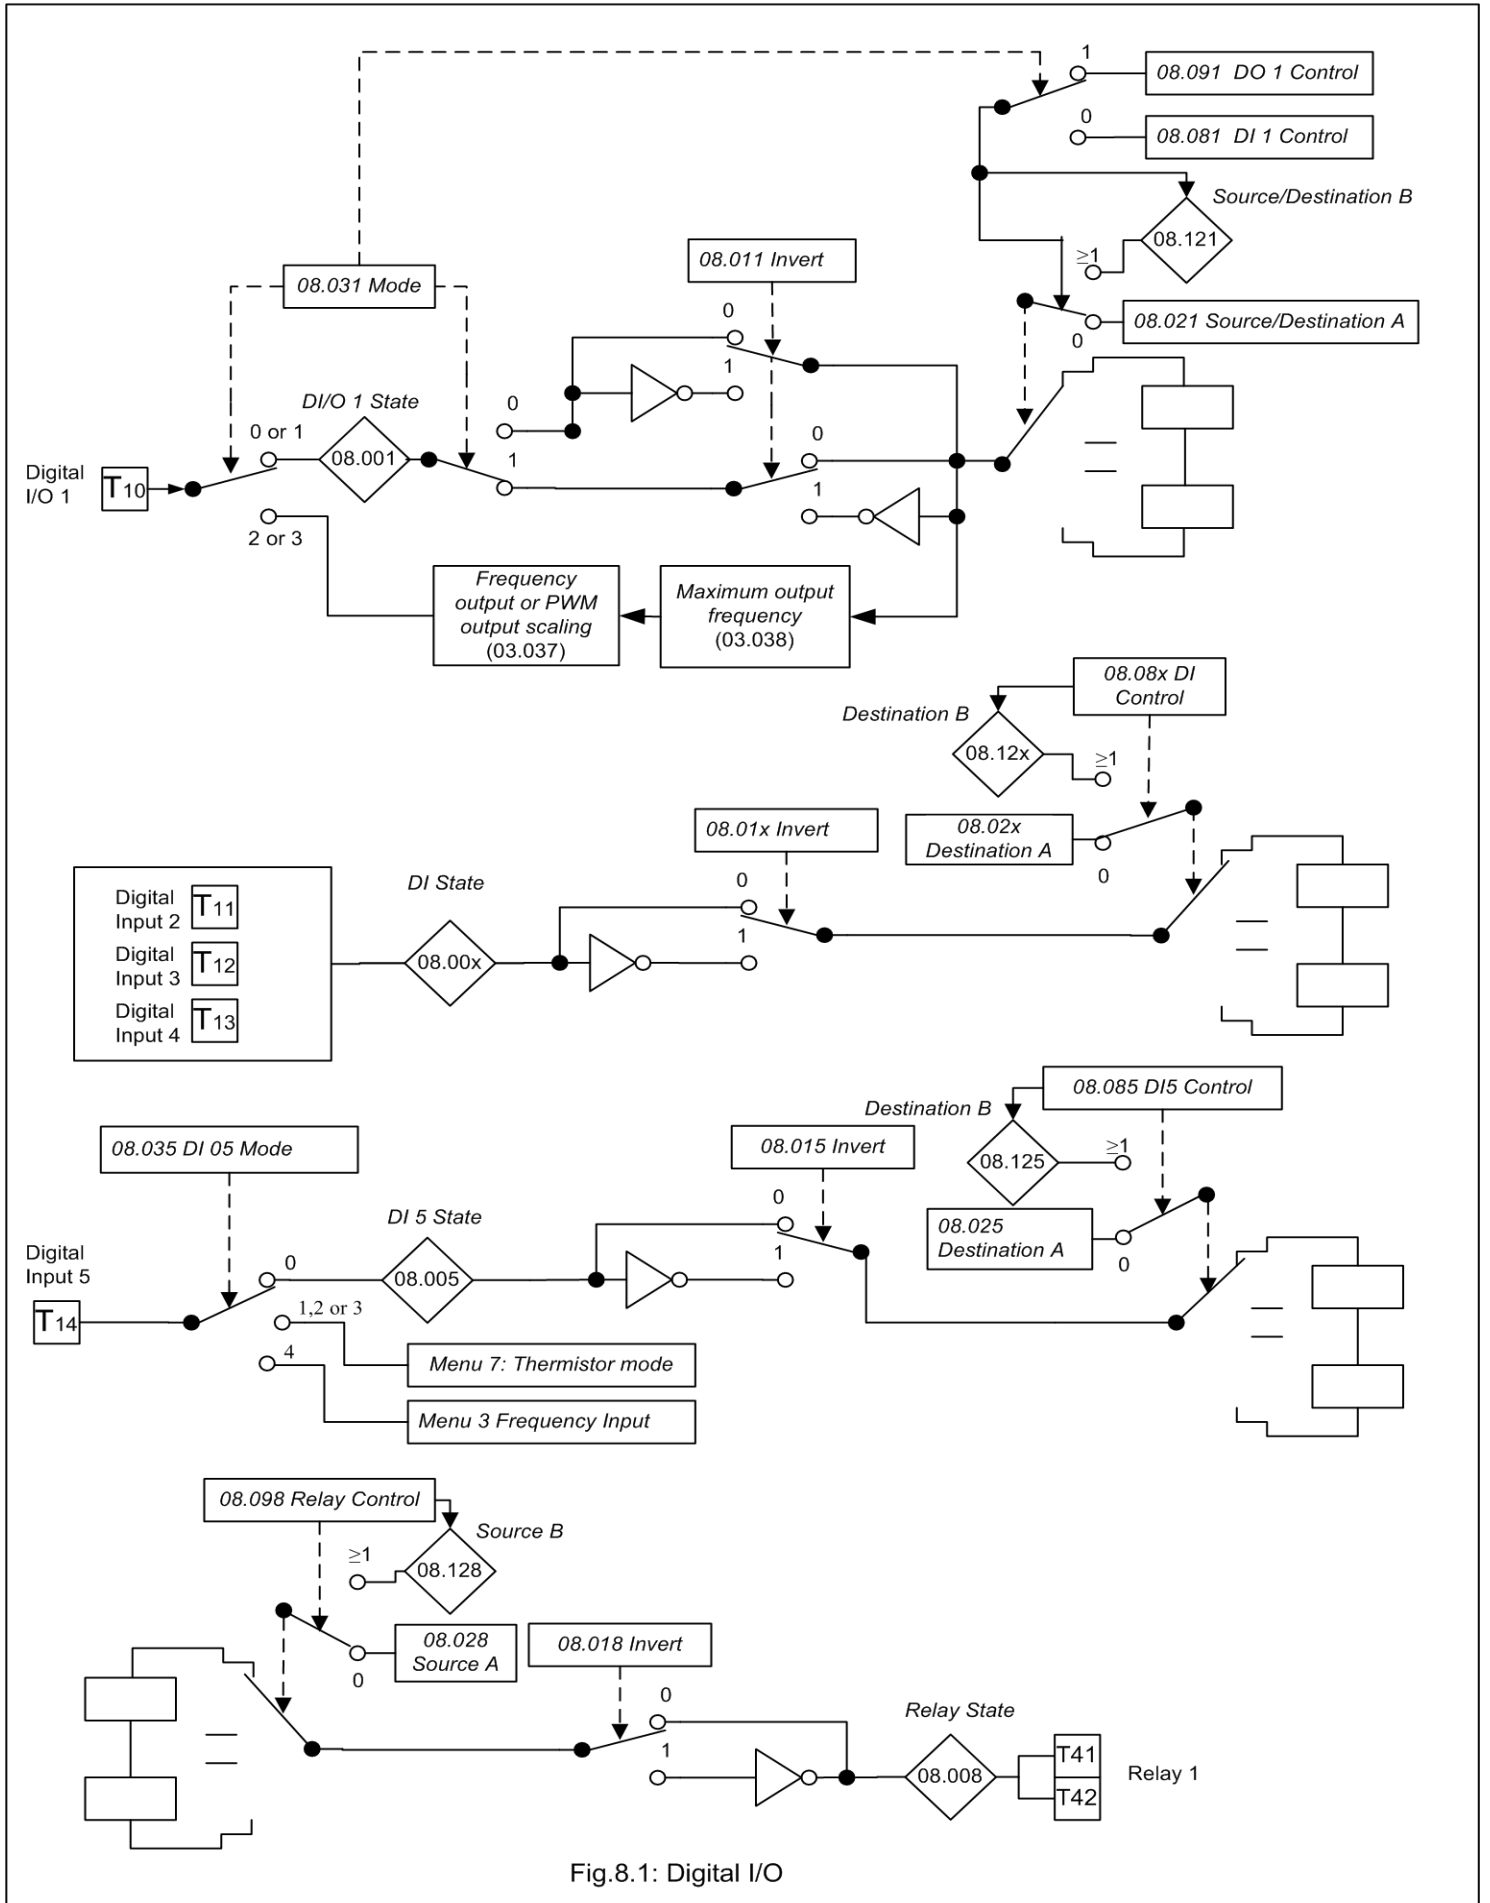 1
08.091 DO 1 Control
0
08.081 DI 1 Control
Source/Destination B
08.121
≥1
08.011 Invert
08.031 Mode
0
08.021 Source/Destination A
0
1
DI/O 1 State
0
0 or 1
0
08.001
1
Digital
I/O 1
T10
1
2 or 3
Frequency
output or PWM
output scaling
(03.037)
Maximum output
frequency
(03.038)
08.08x DI
Control
Destination B
08.12x
≥1
08.01x Invert
08.02x
Destination A
0
DI State
0
Digital
Input 2
T11
1
Digital
Input 3
T12
08.00x
Digital
Input 4
T13
08.085 DI5 Control
Destination B
08.035 DI 05 Mode
08.015 Invert
08.125
≥1
0
DI 5 State
08.025
Destination A
Digital
Input 5
0
08.005
1
0
T14
1,2 or 3
4
Menu 7: Thermistor mode
Menu 3 Frequency Input
08.098 Relay Control
Source B
≥1
08.128
08.028
Source A
08.018 Invert
0
0
Relay State
1
08.008
T41
T42
Relay 1
Fig.8.1: Digital I/O